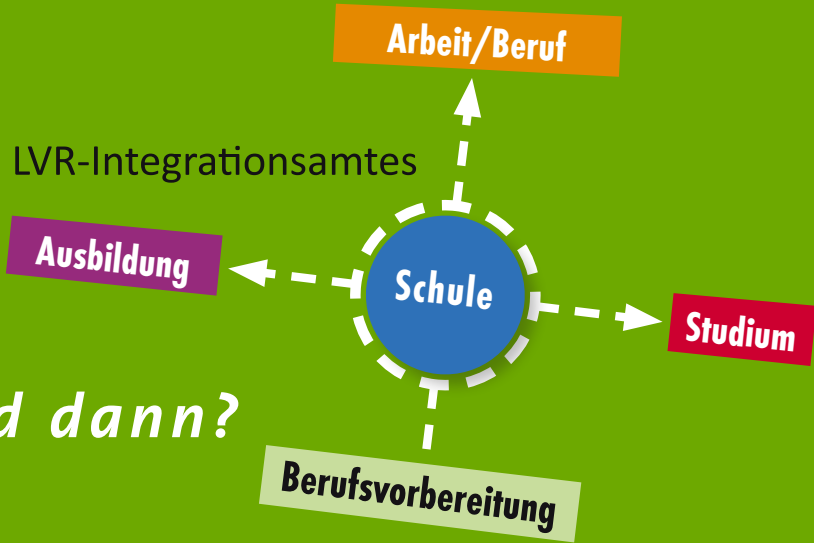 Arbeit/Beruf
LVR-Integrationsamtes
Ausbildung
Schule
Studium
d dann?
Berufsvorbereitung